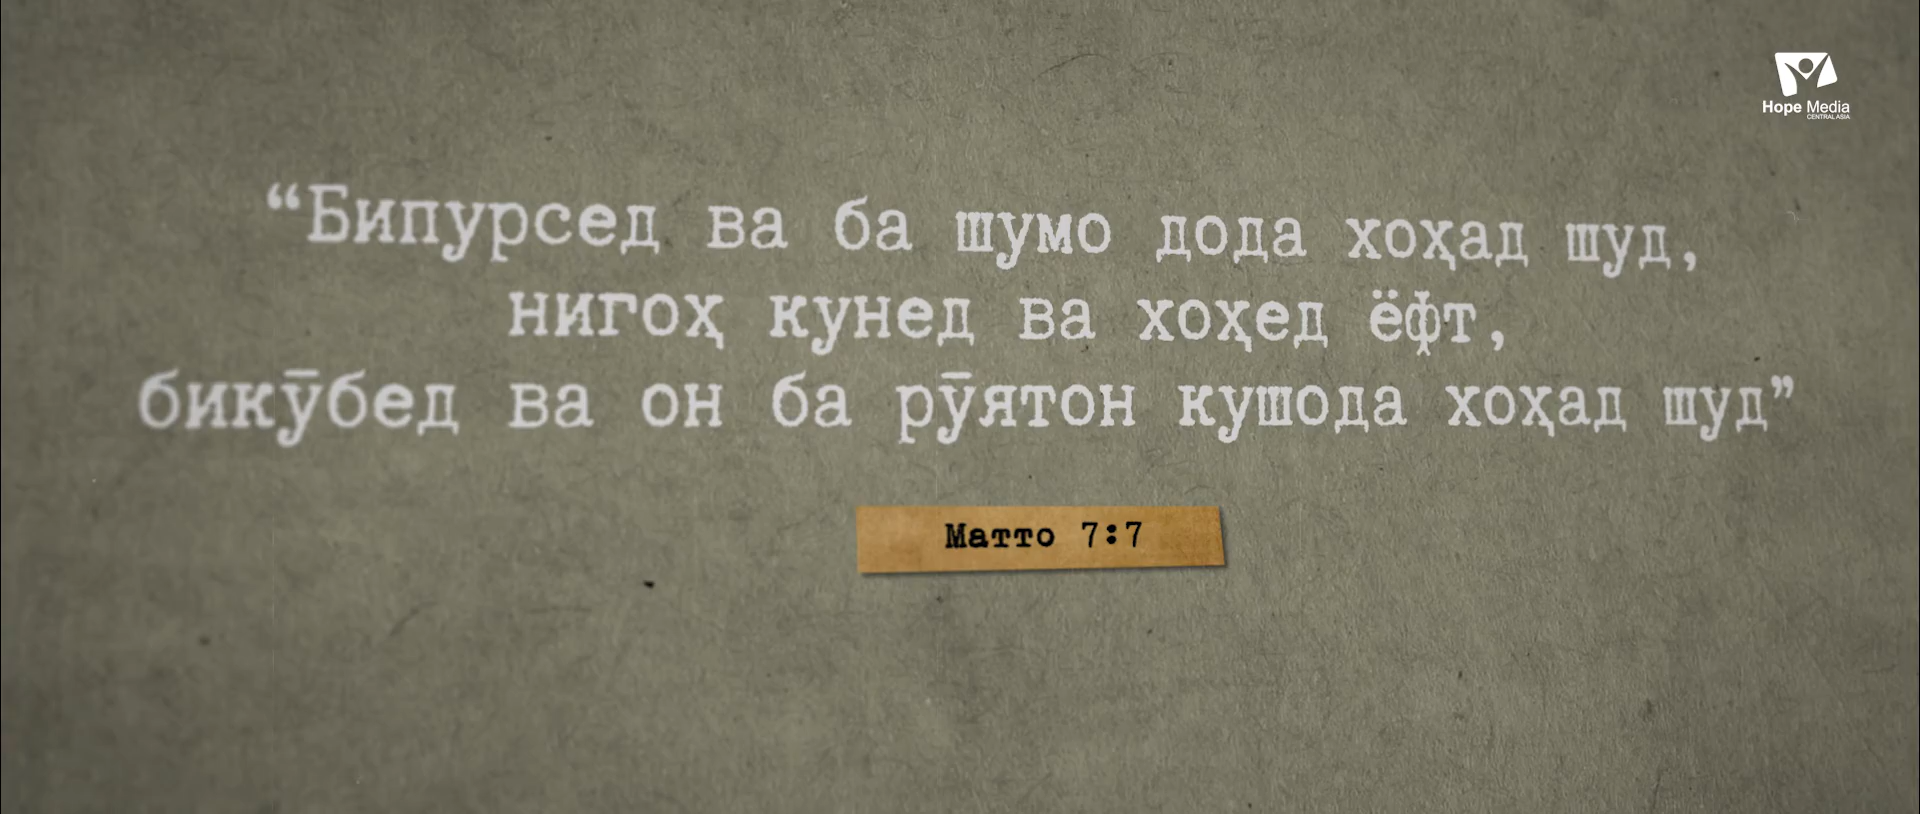 Hope Media
CENTRAL ASIA
“Бипурсед ва ба шумо дода хоҳад шуд,
нигоҳ кунед ва хоҳед ёфт,
бикӯбед ва он ба рӯятон кушода хоҳад шуд”
Матто 7:7